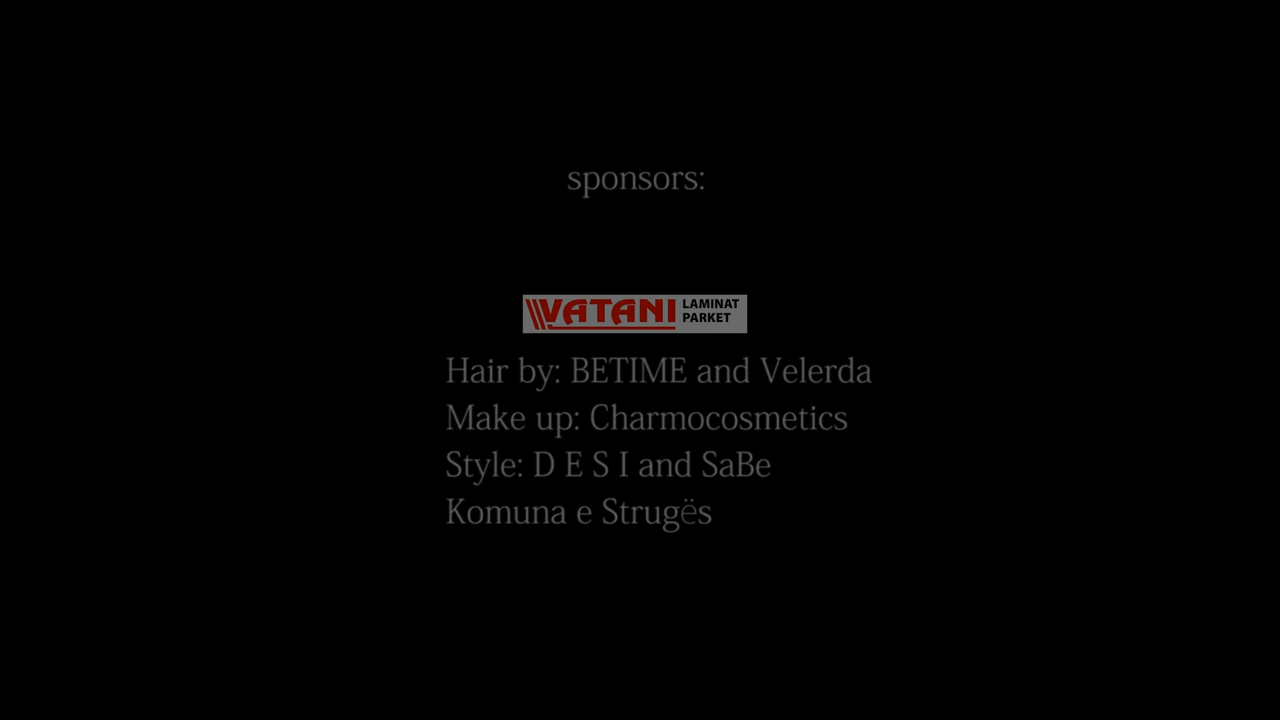 sponsors:
VATANI LAMINAT PARKET
Hair by: BETIME and Velerda
Make up: Charmocosmetics
Style: D E S I and SaBe
Komuna e Strugës